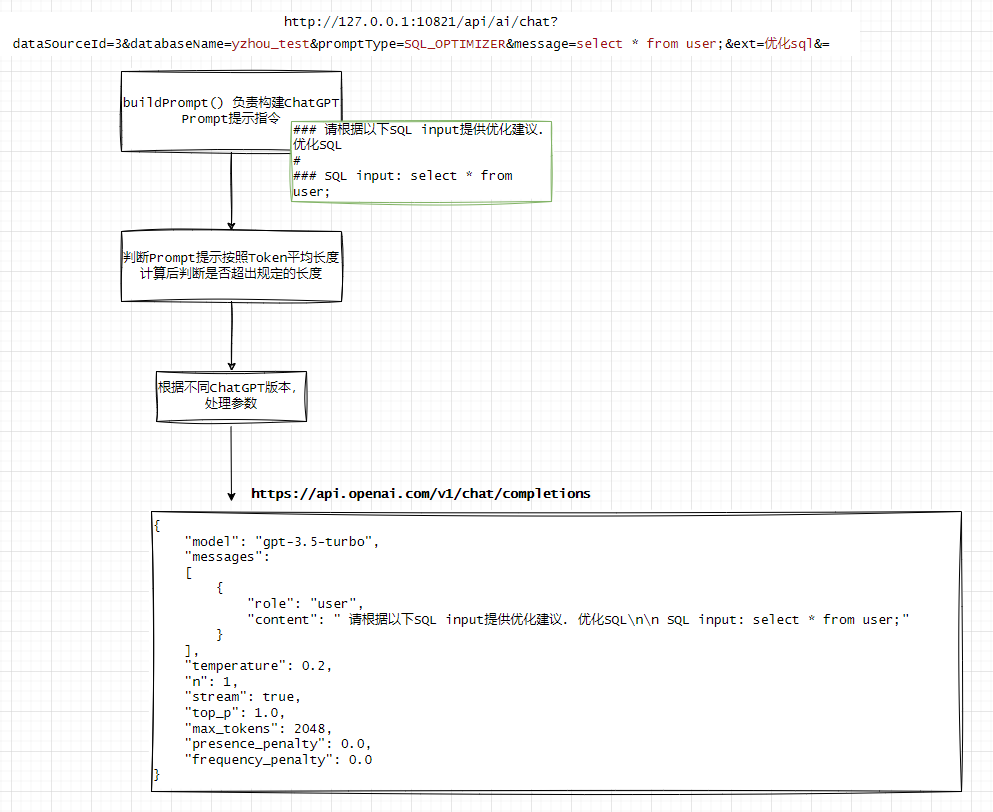 http://127.0.0.1:10821/api/ai/chat?
dataSourceId=3&databaseName=yzhou_test&promptType=SQL_OPTIMIZER&message=select * from user;&ext=优化sql&=
buildPrompt() 负责构建ChatGPT
Prompt提示指令
### 请根据以下SQL input提供优化建议.
优化SQL
#
### SQL input: select * from
user;
判断Prompt提示按照Token平均长度
计算后判断是否超出规定的长度
根据不同ChatGPT版本,
处理参数
https://api.openai.com/v1/chat/completions
{
    "model": "gpt-3.5-turbo",
    "messages":
    [
        {
            "role": "user",
            "content": " 请根据以下SQL input提供优化建议. 优化SQL\n\n SQL input: select * from user;"
        }
    ],
    "temperature": 0.2,
    "n": 1,
    "stream": true,
    "top_p": 1.0,
    "max_tokens": 2048,
    "presence_penalty": 0.0,
    "frequency_penalty": 0.0
}